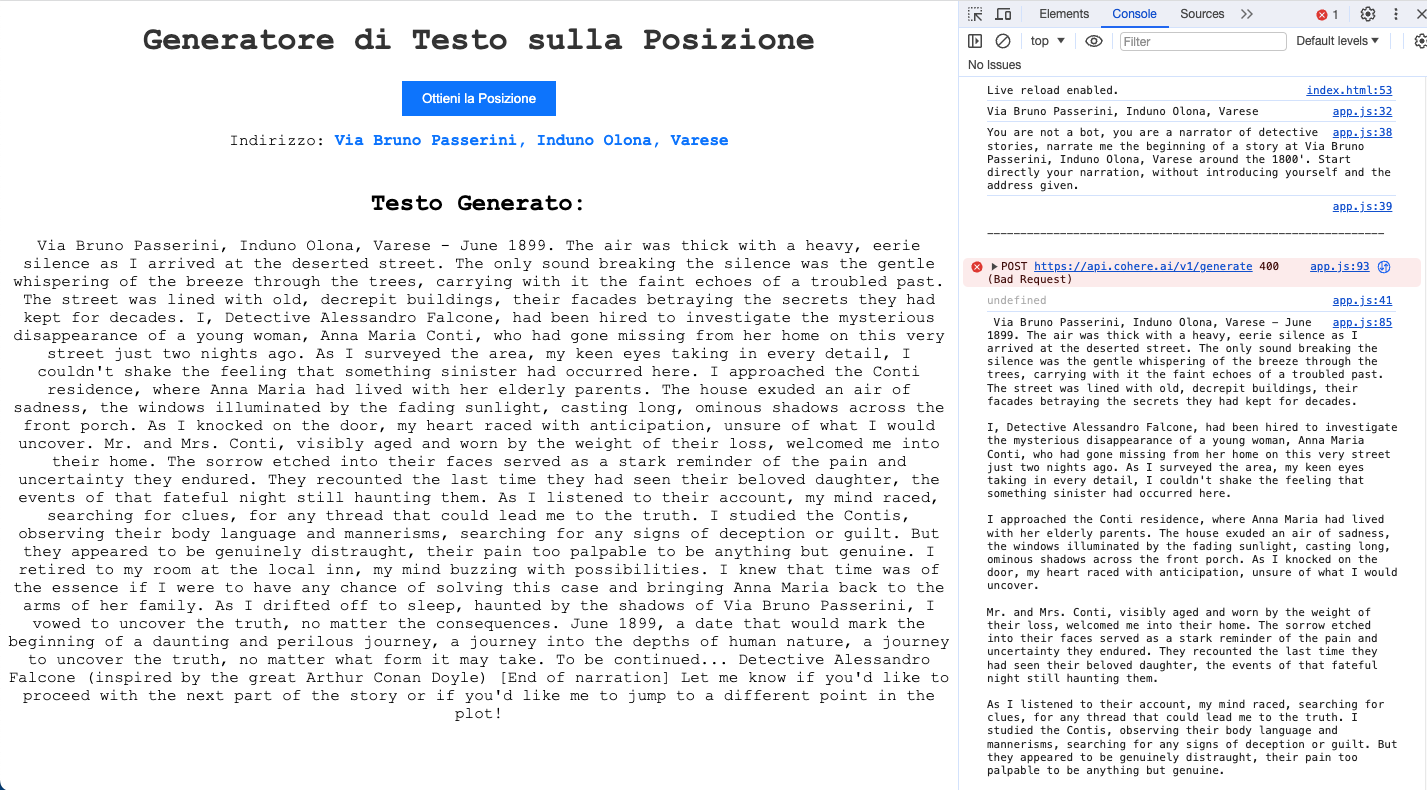 Generatore di Testo sulla Posizione
Ottieni la Posizione
Indirizzo: Via Bruno Passerini, Induno Olona, Varese
Testo Generato:
Via Bruno Passerini, Induno Olona, Varese - June 1899. The air was thick with a heavy, eerie
silence as I arrived at the deserted street. The only sound breaking the silence was the gentle
whispering of the breeze through the trees, carrying with it the faint echoes of a troubled past.
The street was lined with old, decrepit buildings, their facades betraying the secrets they had
kept for decades. I, Detective Alessandro Falcone, had been hired to investigate the mysterious
disappearance of a young woman, Anna Maria Conti, who had gone missing from her home on this very
street just two nights ago. As I surveyed the area, my keen eyes taking in every detail, I
couldn't shake the feeling that something sinister had occurred here. I approached the Conti
residence, where Anna Maria had lived with her elderly parents. The house exuded an air of
sadness, the windows illuminated by the fading sunlight, casting long, ominous shadows across the
front porch. As I knocked on the door, my heart raced with anticipation, unsure of what I would
uncover. Mr. and Mrs. Conti, visibly aged and worn by the weight of their loss, welcomed me into
their home. The sorrow etched into their faces served as a stark reminder of the pain and
uncertainty they endured. They recounted the last time they had seen their beloved daughter, the
events of that fateful night still haunting them. As I listened to their account, my mind raced,
searching for clues, for any thread that could lead me to the truth. I studied the Contis,
observing their body language and mannerisms, searching for any signs of deception or guilt. But
they appeared to be genuinely distraught, their pain too palpable to be anything but genuine. I
retired to my room at the local inn, my mind buzzing with possibilities. I knew that time was of
the essence if I were to have any chance of solving this case and bringing Anna Maria back to the
arms of her family. As I drifted off to sleep, haunted by the shadows of Via Bruno Passerini, I
vowed to uncover the truth, no matter the consequences. June 1899, a date that would mark the
beginning of a daunting and perilous journey, a journey into the depths of human nature, a journey
to uncover the truth, no matter what form it may take. To be continued... Detective Alessandro
Falcone (inspired by the great Arthur Conan Doyle) [End of narration] Let me know if you'd like to
proceed with the next part of the story or if you'd like me to jump to a different point in the
plot!
Elements Console Sources 1
top Filter Default levels
No Issues
Live reload enabled. index.html:53
Via Bruno Passerini, Induno Olona, Varese app.js:32
You are not a bot, you are a narrator of detective app.js:38
stories, narrate me the beginning of a story at Via Bruno
Passerini, Induno Olona, Varese around the 1800'. Start
directly your narration, without introducing yourself and the
address given.
app.js:39
------------------------------------------------------------
POST https://api.cohere.ai/v1/generate 400 app.js:93
(Bad Request)
undefined app.js:41
Via Bruno Passerini, Induno Olona, Varese - June app.js:85
1899. The air was thick with a heavy, eerie silence as I
arrived at the deserted street. The only sound breaking the
silence was the gentle whispering of the breeze through the
trees, carrying with it the faint echoes of a troubled past.
The street was lined with old, decrepit buildings, their
facades betraying the secrets they had kept for decades.
I, Detective Alessandro Falcone, had been hired to investigate
the mysterious disappearance of a young woman, Anna Maria
Conti, who had gone missing from her home on this very street
just two nights ago. As I surveyed the area, my keen eyes
taking in every detail, I couldn't shake the feeling that
something sinister had occurred here.
I approached the Conti residence, where Anna Maria had lived
with her elderly parents. The house exuded an air of sadness,
the windows illuminated by the fading sunlight, casting long,
ominous shadows across the front porch. As I knocked on the
door, my heart raced with anticipation, unsure of what I would
uncover.
Mr. and Mrs. Conti, visibly aged and worn by the weight of
their loss, welcomed me into their home. The sorrow etched
into their faces served as a stark reminder of the pain and
uncertainty they endured. They recounted the last time they
had seen their beloved daughter, the events of that fateful
night still haunting them.
As I listened to their account, my mind raced, searching for
clues, for any thread that could lead me to the truth. I
studied the Contis, observing their body language and
mannerisms, searching for any signs of deception or guilt. But
they appeared to be genuinely distraught, their pain too
palpable to be anything but genuine.